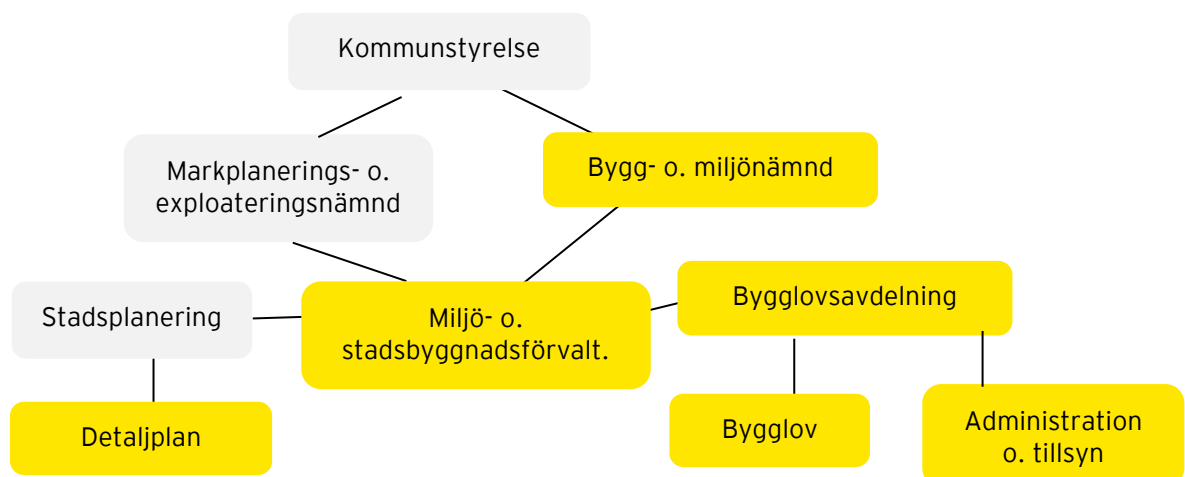 Kommunstyrelse
Markplanerings- o.
exploateringsnämnd
Bygg- o. miljönämnd
Stadsplanering
Miljö- o.
stadsbyggnadsförvalt.
Bygglovsavdelning
Detaljplan
Bygglov
Administration
o. tillsyn